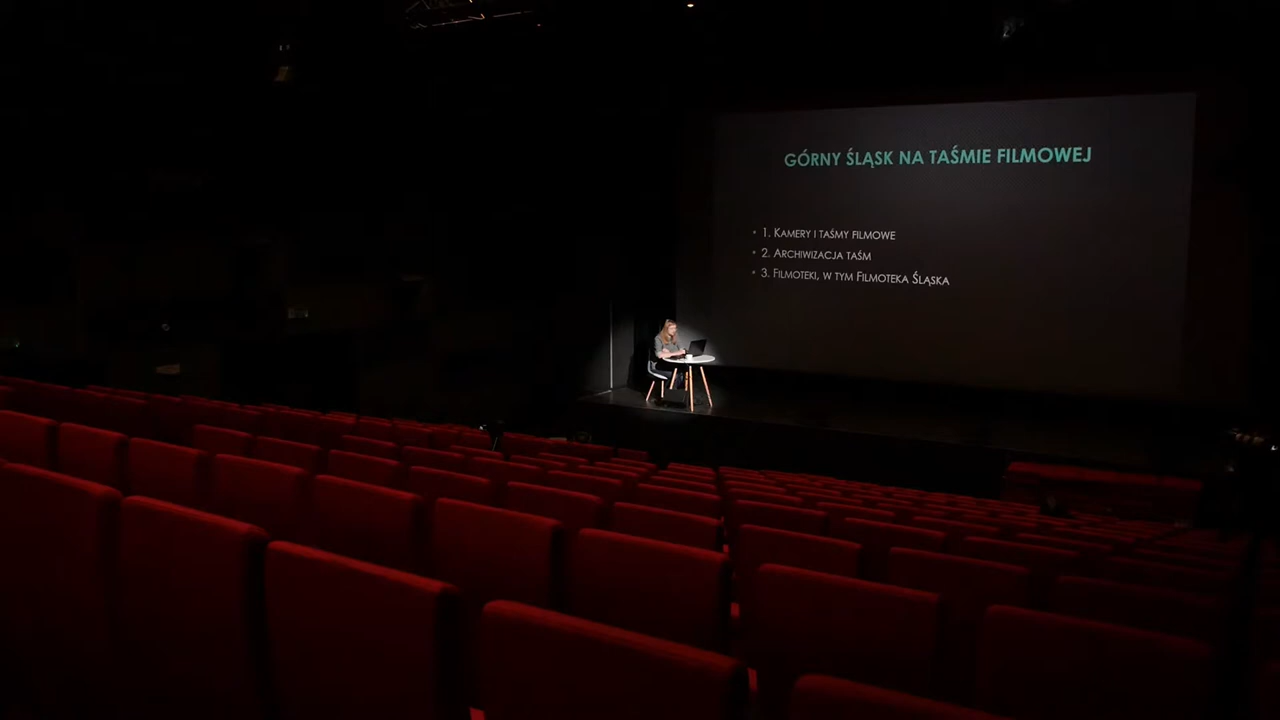 GÓRNY ŚLĄSK NA TAŚMIE FILMOWEJ
• 1. KAMERY I TAŚMY FILMOWE
• 2. ARCHIWIZACJA TAŚM
• 3. FILMOTEKI, W TYM FILMOTEKA ŚLĄSKA